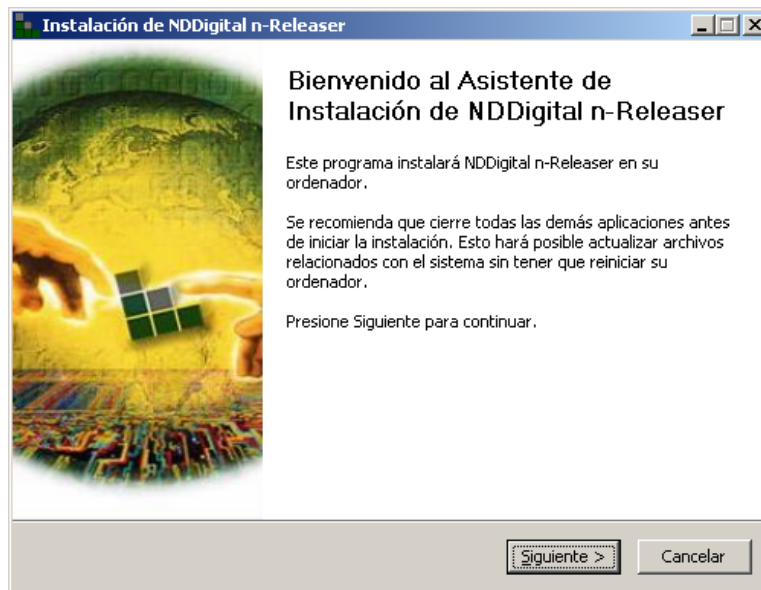 Instalación de NDDigital n-Releaser
Bienvenido al Asistente de
Instalación de NDDigital n-Releaser
Este programa instalará NDDigital n-Releaser en su
ordenador.
Se recomienda que cierre todas las demás aplicaciones antes
de iniciar la instalación. Esto hará posible actualizar archivos
relacionados con el sistema sin tener que reiniciar su
ordenador.
Presione Siguiente para continuar.
Siguiente >
Cancelar